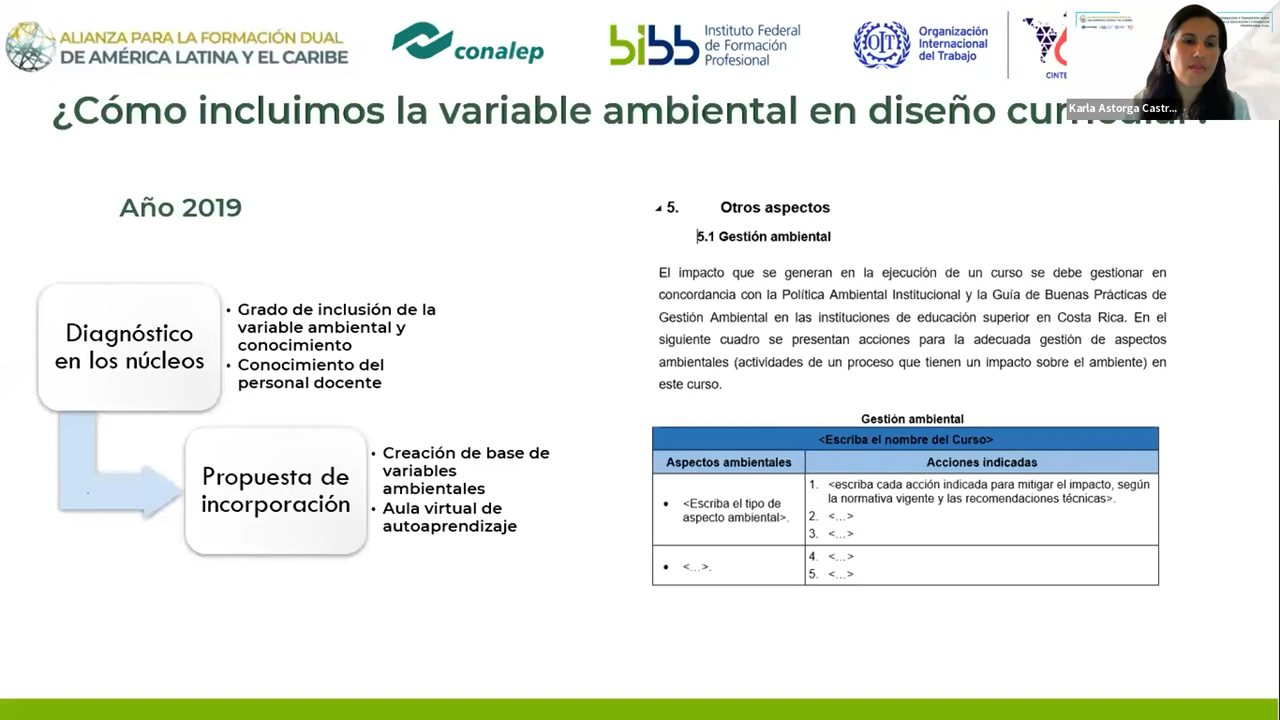 ALIANZA PARA LA FORMACIÓN DUAL
DE AMÉRICA LATINA Y EL CARIBE
conalep
bibb
Instituto Federal
de Formación
Profesional
OIT
Organización
Internacional
del Trabajo
CINTE
Karla Astorga Castr...
¿Cómo incluimos la variable ambiental en diseño curricular?
Año 2019
Diagnóstico
en los núcleos
• Grado de inclusión de la
variable ambiental y
conocimiento
• Conocimiento del
personal docente
Propuesta de
incorporación
• Creación de base de
variables
ambientales
• Aula virtual de
autoaprendizaje
5. Otros aspectos
5.1 Gestión ambiental
El impacto que se generan en la ejecución de un curso se debe gestionar en
concordancia con la Política Ambiental Institucional y la Guía de Buenas Prácticas de
Gestión Ambiental en las instituciones de educación superior en Costa Rica. En el
siguiente cuadro se presentan acciones para la adecuada gestión de aspectos
ambientales (actividades de un proceso que tienen un impacto sobre el ambiente) en
este curso.
Gestión ambiental
<Escriba el nombre del Curso>
Aspectos ambientales
Acciones indicadas
• <Escriba el tipo de
aspecto ambiental>.
1. <escriba cada acción indicada para mitigar el impacto, según
la normativa vigente y las recomendaciones técnicas>.
2. <...>
3. <...>
• <...>.
4. <...>
5. <...>